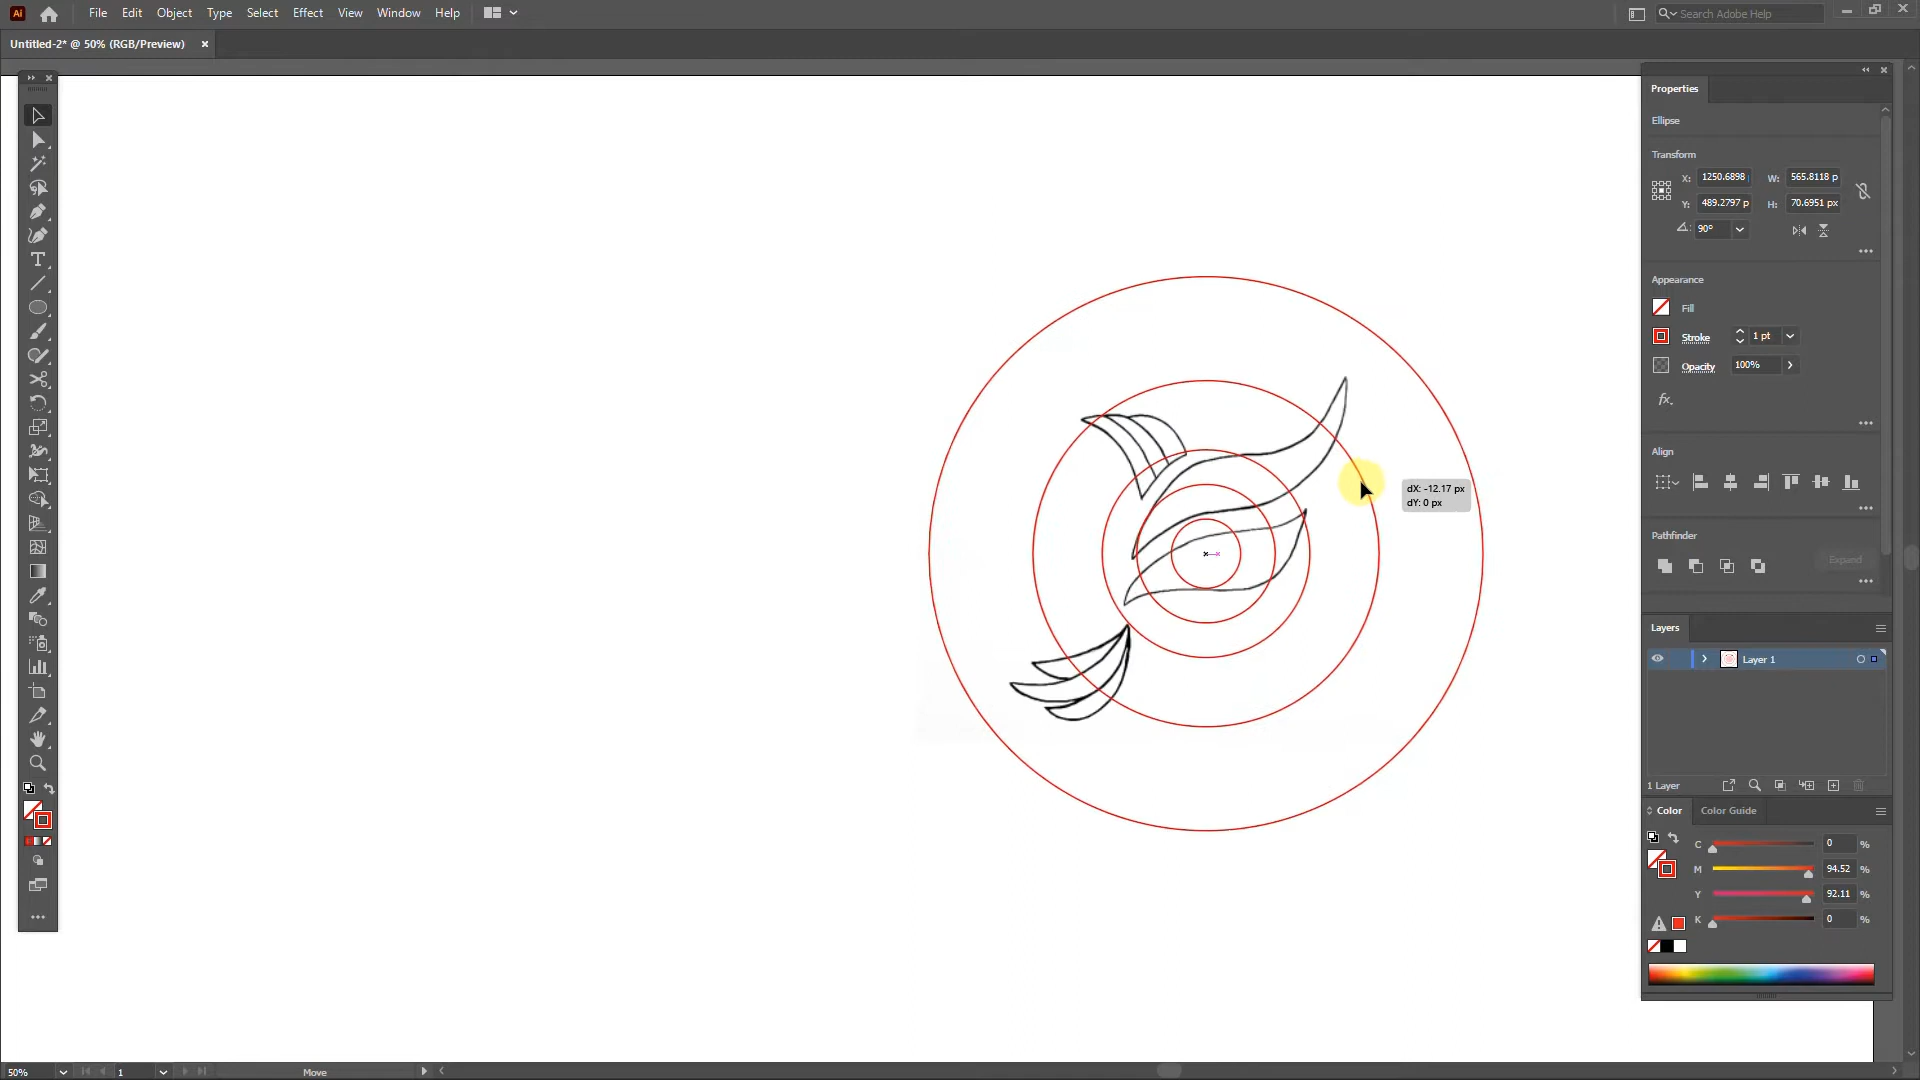 Ai File Edit Object Type Select Effect View Window Help Search Adobe Help
Untitled-2* @ 50% (RGB/Preview)
Properties
Ellipse
Transform
X: 1250.6898 W: 565.8118 p
Y: 489.2797 p H: 70.6951 px
90°
Appearance
Fill
Stroke 1 pt
Opacity 100%
fx.
Align
dX: -12.17 px
dY: 0 px
Pathfinder
Expand
Layers
Layer 1
1 Layer
Color Color Guide
C 0 %
M 94.52 %
Y 92.11 %
K 0 %
50% 1 Move